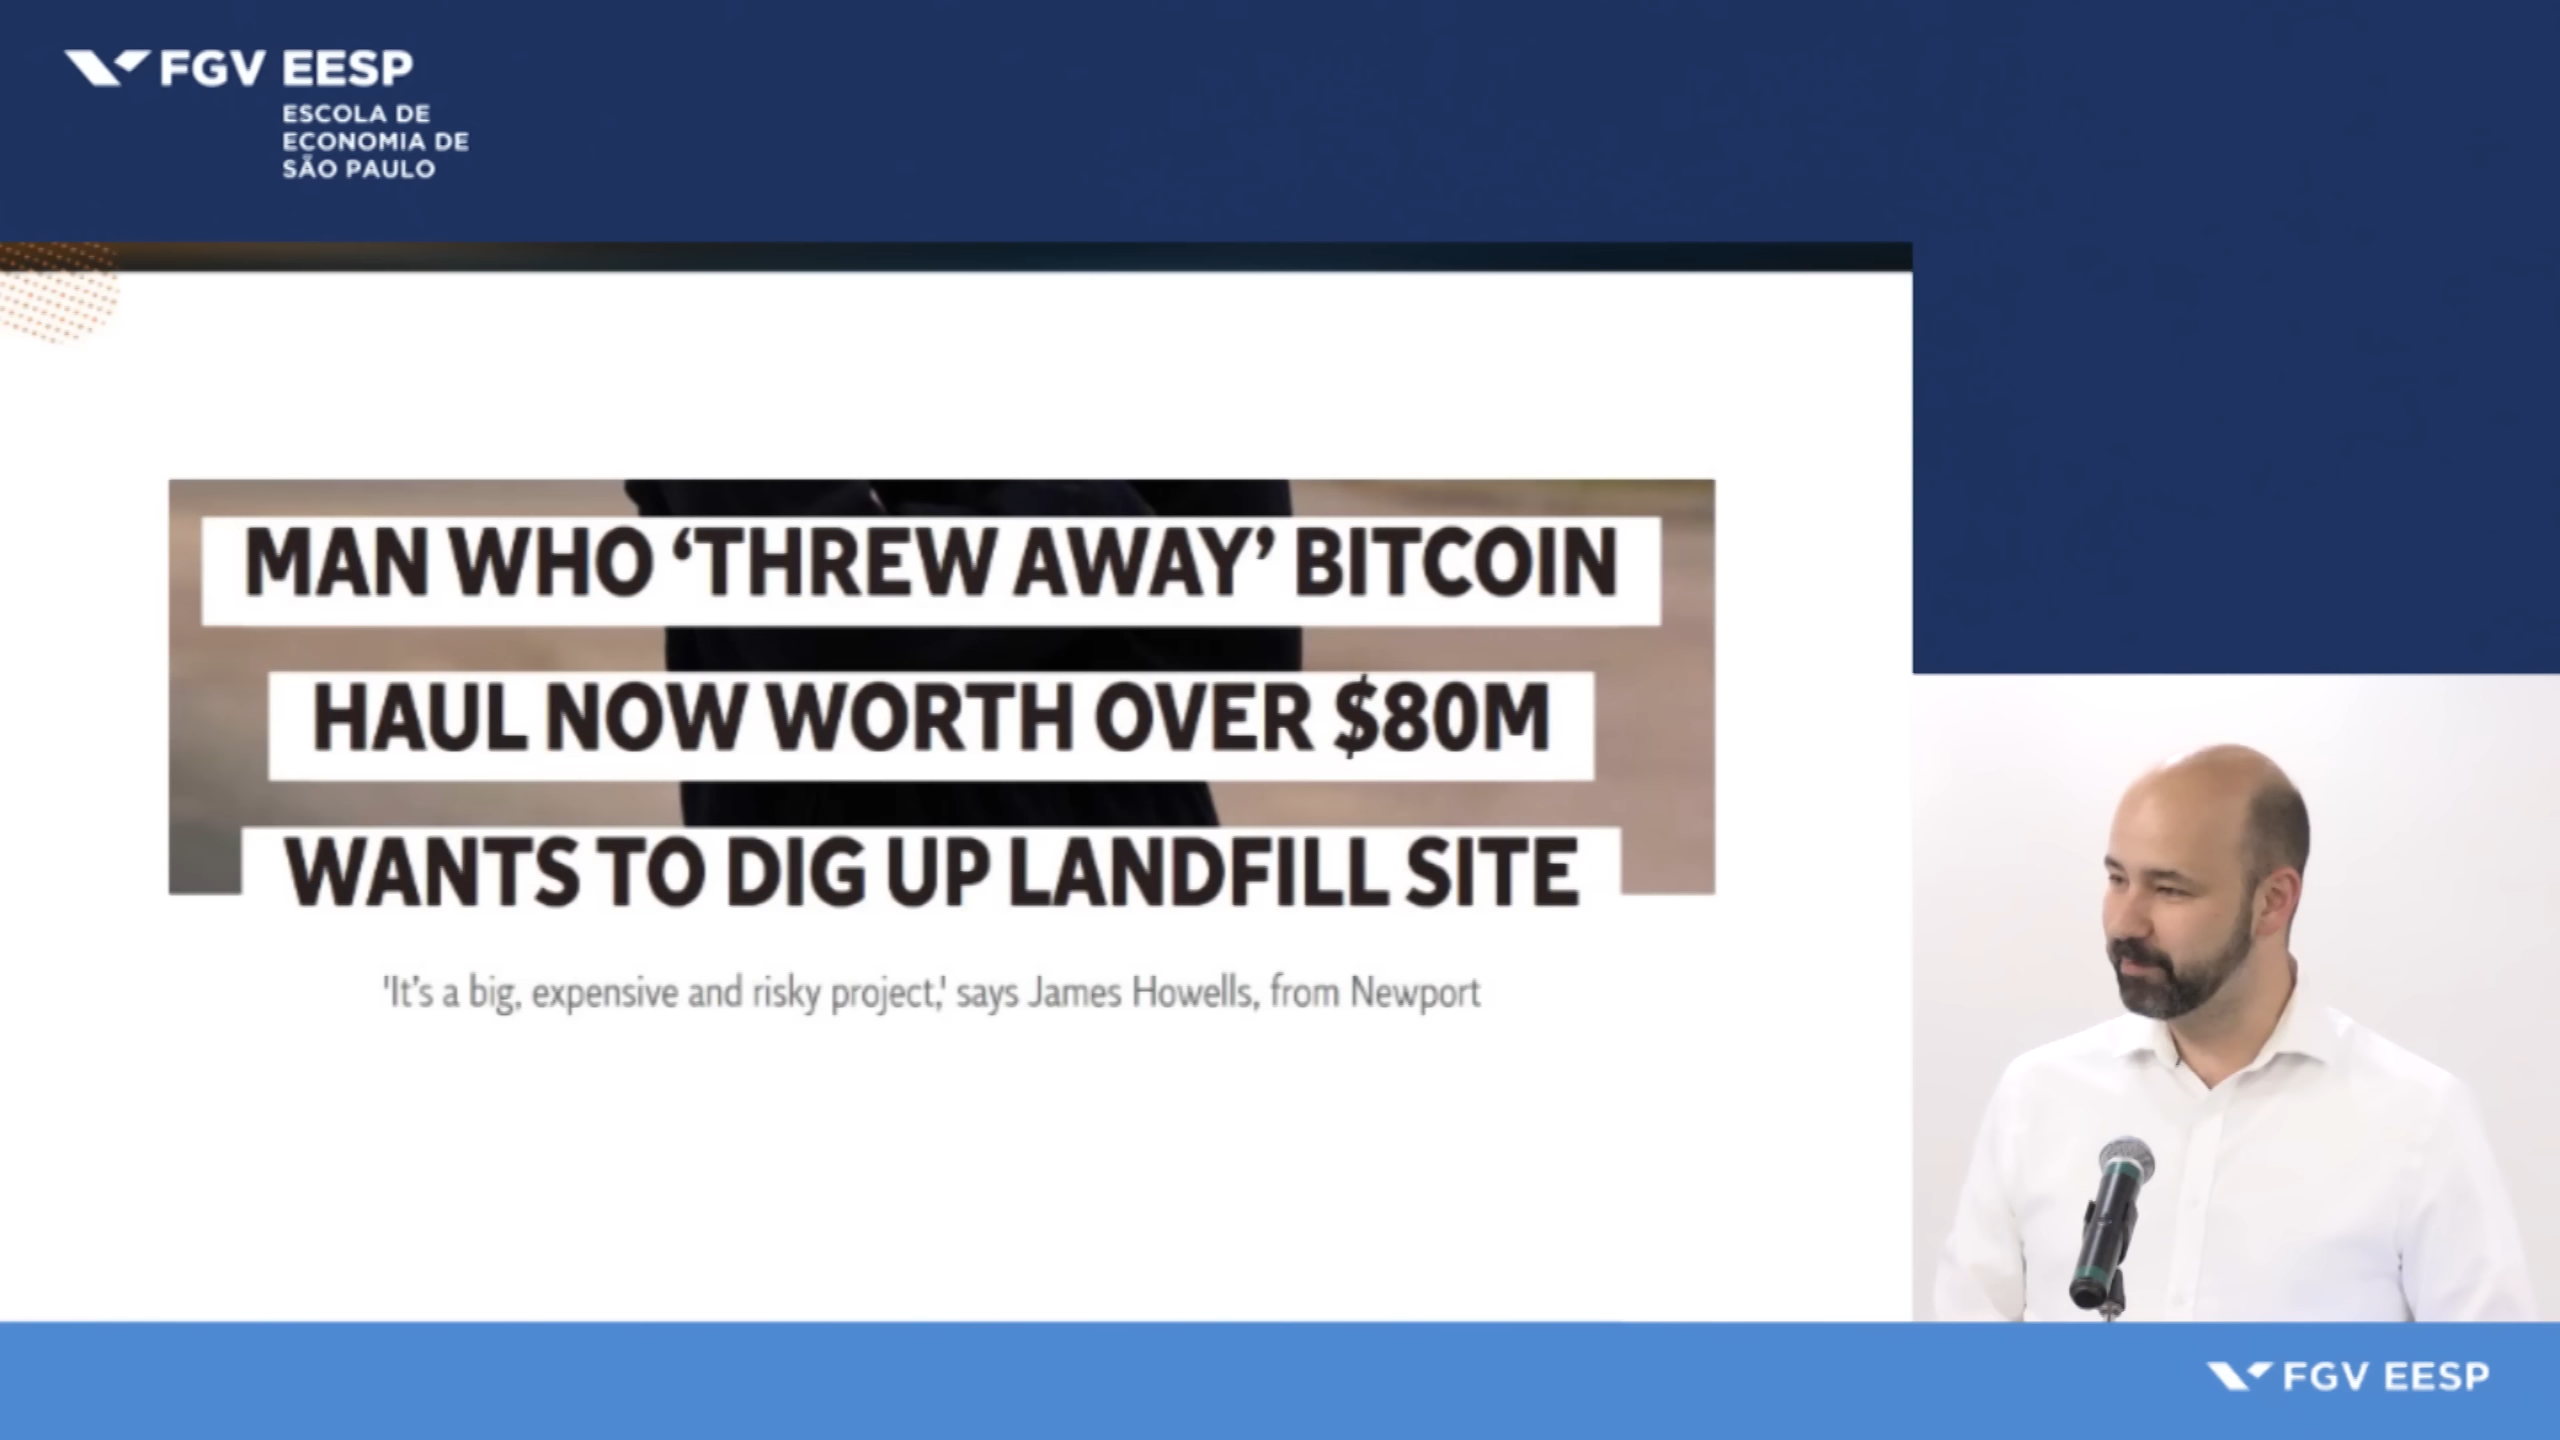 FGV EESP
ESCOLA DE
ECONOMIA DE
SÃO PAULO
MAN WHO ‘THREW AWAY’ BITCOIN
HAUL NOW WORTH OVER $80M
WANTS TO DIG UP LANDFILL SITE
'It's a big, expensive and risky project,' says James Howells, from Newport
FGV EESP